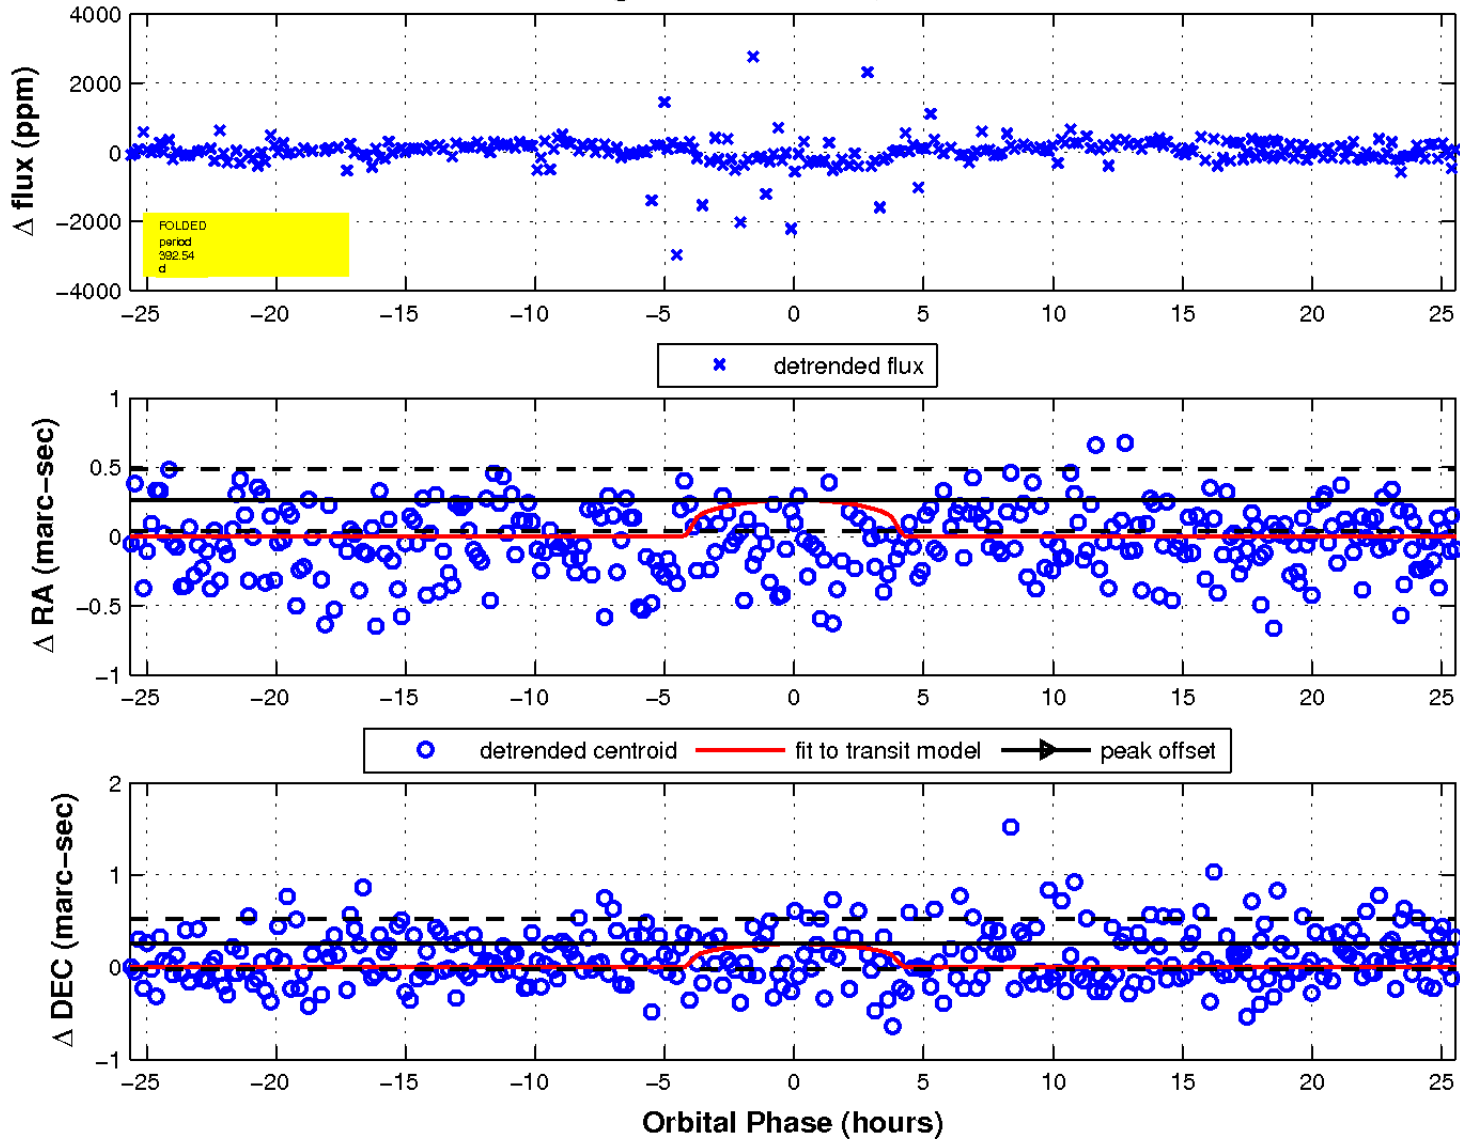 4000
2000
0
−2000
−4000
Δ flux (ppm)
FOLDED
period
392.54
d
−25 −20 −15 −10 −5 0 5 10 15 20 25
detrended flux
1
0.5
0
−0.5
−1
Δ RA (marc−sec)
−25 −20 −15 −10 −5 0 5 10 15 20 25
detrended centroid fit to transit model peak offset
2
1
0
−1
Δ DEC (marc−sec)
−25 −20 −15 −10 −5 0 5 10 15 20 25
Orbital Phase (hours)